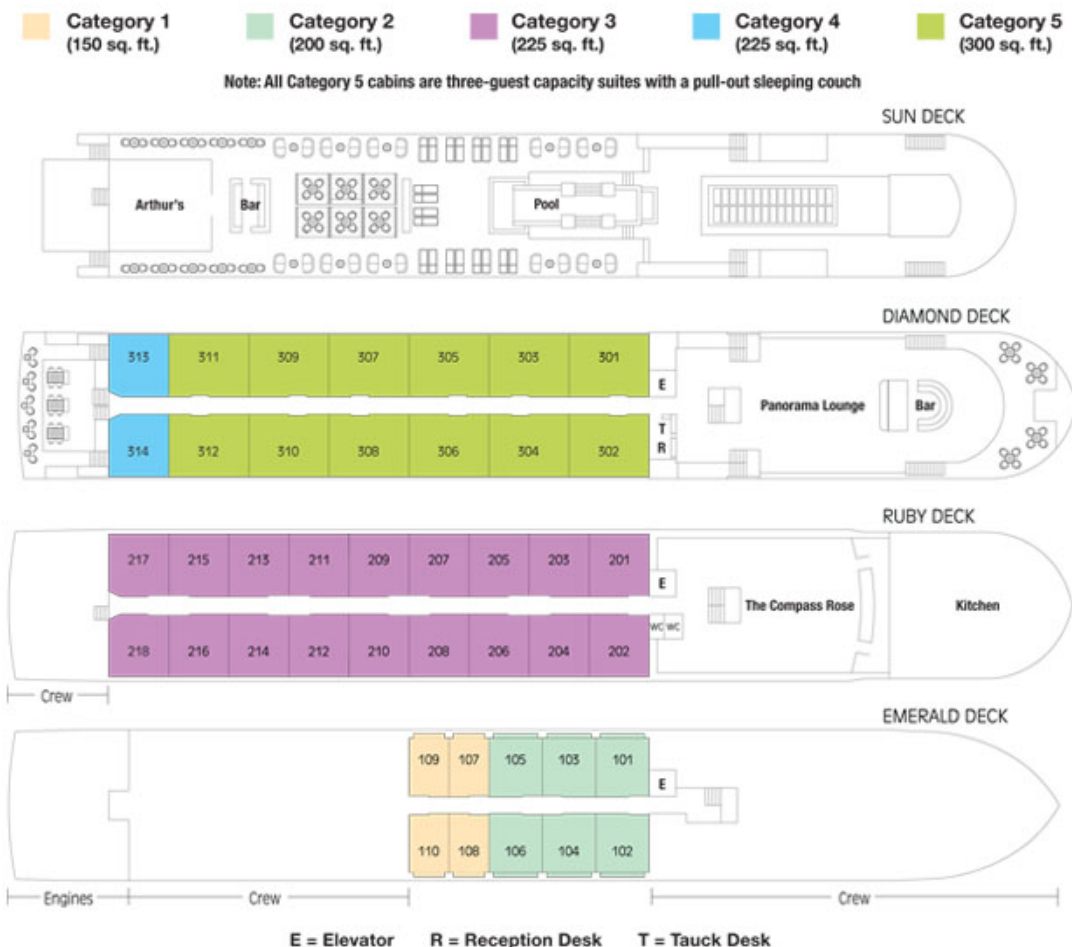 Category 1 Category 2 Category 3 Category 4 Category 5
(150 sq. ft.) (200 sq. ft.) (225 sq. ft.) (225 sq. ft.) (300 sq. ft.)
Note: All Category 5 cabins are three-guest capacity suites with a pull-out sleeping couch
SUN DECK
Arthur's Bar Pool
DIAMOND DECK
313 311 309 307 305 303 301
E
Panorama Lounge Bar
T
R
314 312 310 308 306 304 302
RUBY DECK
217 215 213 211 209 207 205 203 201
E
The Compass Rose Kitchen
WC WC
218 216 214 212 210 208 206 204 202
Crew
EMERALD DECK
109 107 105 103 101
E
110 108 106 104 102
Engines Crew Crew
E = Elevator R = Reception Desk T = Tauck Desk